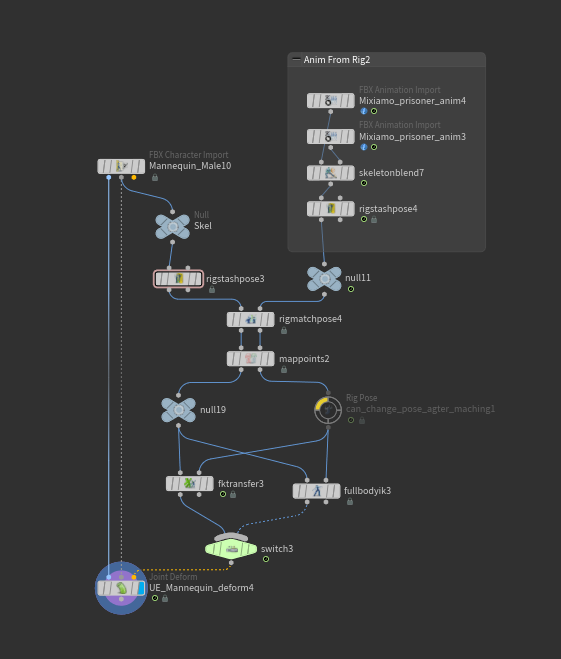 Anim From Rig2
FBX Animation Import
Mixiamo_prisoner_anim4
FBX Animation Import
Mixiamo_prisoner_anim3
FBX Character Import
Mannequin_Male10
skeletonblend7
rigstashpose4
Null
Skel
rigstashpose3
null11
rigmatchpose4
mappoints2
Rig Pose
can_change_pose_agter_maching1
null19
fktransfer3
fullbodyik3
switch3
Joint Deform
UE_Mannequin_deform4